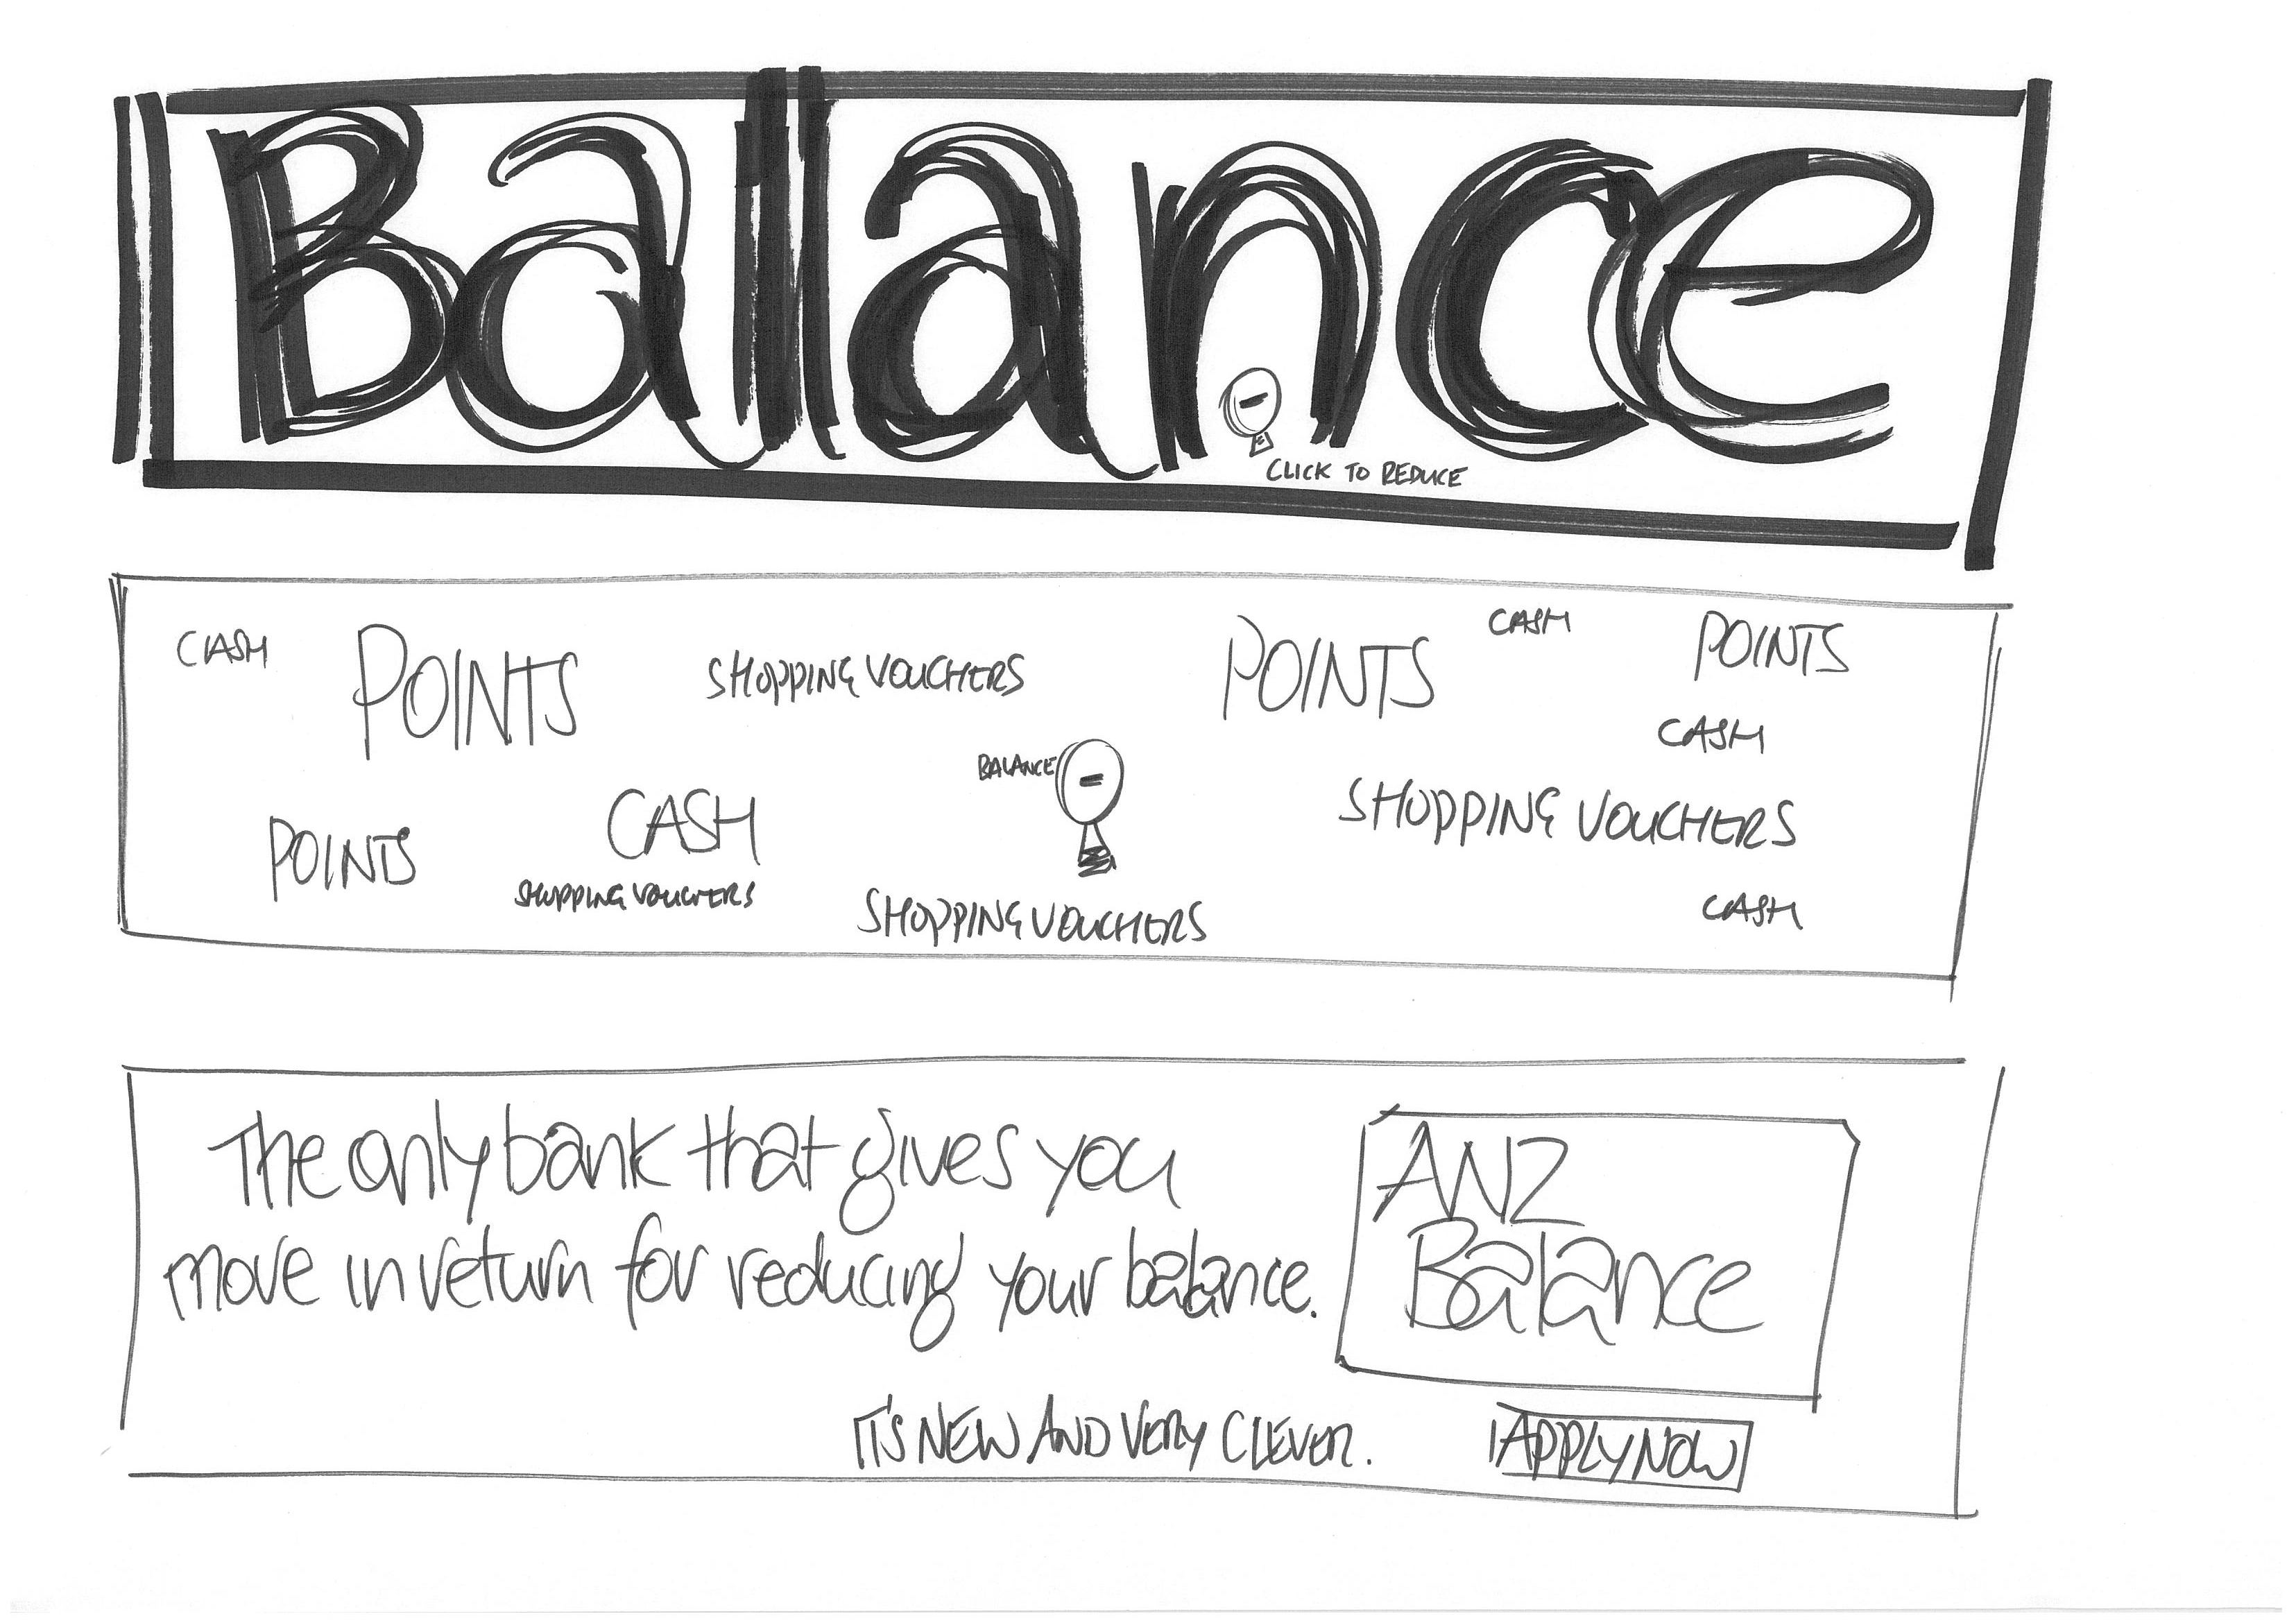 Balance
CLICK TO REDUCE
CASH POINTS SHOPPING VOUCHERS POINTS CASH POINTS
CASH
BALANCE
POINTS CASH SHOPPING VOUCHERS
SHOPPING VOUCHERS SHOPPING VOUCHERS CASH
The only bank that gives you
move in return for reducing your balance.
ANZ
Balance
IT'S NEW AND VERY CLEVER.
APPLY NOW